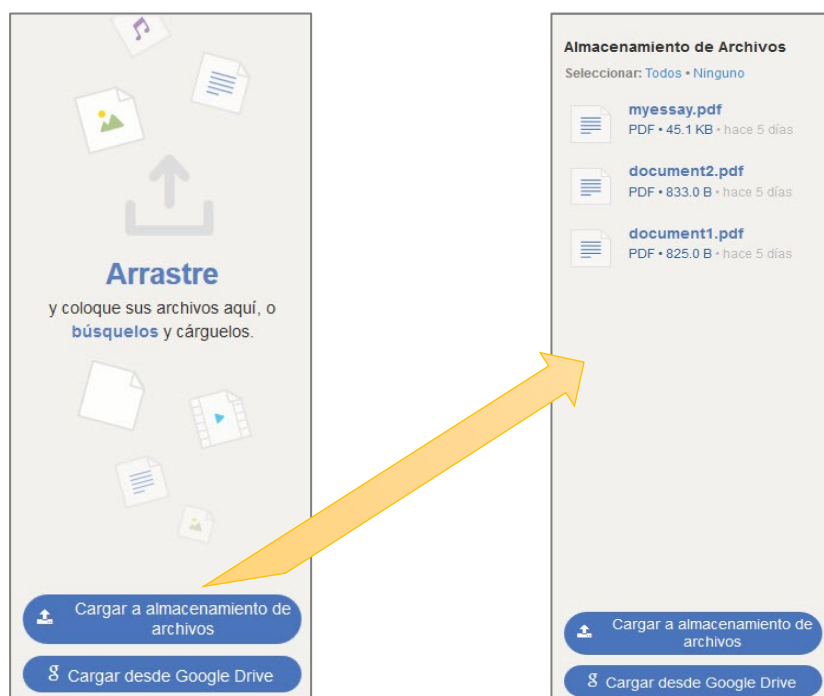 Arrastre
y coloque sus archivos aquí, o
búsquelos y cárguelos.
Cargar a almacenamiento de
archivos
Cargar desde Google Drive
Almacenamiento de Archivos
Seleccionar: Todos • Ninguno
myessay.pdf
PDF • 45.1 KB • hace 5 días
document2.pdf
PDF • 833.0 B • hace 5 días
document1.pdf
PDF • 825.0 B • hace 5 días
Cargar a almacenamiento de
archivos
Cargar desde Google Drive